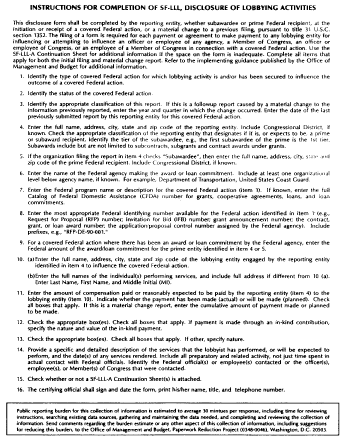 INSTRUCTIONS FOR COMPLETION OF SF-LLL, DISCLOSURE OF LOBBYING ACTIVITIES
This disclosure form shall be completed by the reporting entity, whether subawardee or prime Federal recipient, at the
initiation or receipt of a covered Federal action, or a material change to a previous filing, pursuant to title 31 U.S.C.
section 1352. The filing of a form is required for each payment or agreement to make payment to any lobbying entity for
influencing or attempting to influence an officer or employee of any agency, a Member of Congress, an officer or
employee of Congress, or an employee of a Member of Congress in connection with a covered Federal action. Use the
SF-LLL-A Continuation Sheet for additional information if the space on the form is inadequate. Complete all items that
apply for both the initial filing and material change report. Refer to the implementing guidance published by the Office of
Management and Budget for additional information.
1. Identify the type of covered Federal action for which lobbying activity is and/or has been secured to influence the
outcome of a covered Federal action.
2. Identify the status of the covered Federal action.
3. Identify the appropriate classification of this report. If this is a followup report caused by a material change to the
information previously reported, enter the year and quarter in which the change occurred. Enter the date of the last
previously submitted report by this reporting entity for this covered Federal action.
4. Enter the full name, address, city, state and zip code of the reporting entity. Include Congressional District, if
known. Check the appropriate classification of the reporting entity that designates if it is, or expects to be, a prime
or subaward recipient. Identify the tier of the subawardee, e.g., the first subawardee of the prime is the 1st tier.
Subawards include but are not limited to subcontracts, subgrants and contract awards under grants.
5. If the organization filing the report in item 4 checks "Subawardee", then enter the full name, address, city, state and
zip code of the prime Federal recipient. Include Congressional District, if known.
6. Enter the name of the Federal agency making the award or loan commitment. Include at least one organizational
level below agency name, if known. For example, Department of Transportation, United States Coast Guard.
7. Enter the Federal program name or description for the covered Federal action (item 1). If known, enter the full
Catalog of Federal Domestic Assistance (CFDA) number for grants, cooperative agreements, loans, and loan
commitments.
8. Enter the most appropriate Federal identifying number available for the Federal action identified in item 1 (e.g.,
Request for Proposal (RFP) number; Invitation for Bid (IFB) number; grant announcement number; the contract,
grant, or loan award number; the application/proposal control number assigned by the Federal agency). Include
prefixes, e.g., "RFP-DE-90-001."
9. For a covered Federal action where there has been an award or loan commitment by the Federal agency, enter the
Federal amount of the award/loan commitment for the prime entity identified in item 4 or 5.
10. (a)Enter the full name, address, city, state and zip code of the lobbying entity engaged by the reporting entity
identified in item 4 to influence the covered Federal action.
(b)Enter the full names of the individual(s) performing services, and include full address if different from 10 (a).
Enter Last Name, First Name, and Middle Initial (MI).
11. Enter the amount of compensation paid or reasonably expected to be paid by the reporting entity (item 4) to the
lobbying entity (item 10). Indicate whether the payment has been made (actual) or will be made (planned). Check
all boxes that apply. If this is a material change report, enter the cumulative amount of payment made or planned
to be made.
12. Check the appropriate box(es). Check all boxes that apply. If payment is made through an in-kind contribution,
specify the nature and value of the in-kind payment.
13. Check the appropriate box(es). Check all boxes that apply. If other, specify nature.
14. Provide a specific and detailed description of the services that the lobbyist has performed, or will be expected to
perform, and the date(s) of any services rendered. Include all preparatory and related activity, not just time spent in
actual contact with Federal officials. Identify the Federal official(s) or employee(s) contacted or the officer(s),
employee(s), or Member(s) of Congress that were contacted.
15. Check whether or not a SF-LLL-A Continuation Sheet(s) is attached.
16. The certifying official shall sign and date the form, print his/her name, title, and telephone number.
Public reporting burden for this collection of information is estimated to average 30 mintues per response, including time for reviewing
instructions, searching existing data sources, gathering and maintaining the data needed, and completing and reviewing the collection of
information. Send comments regarding the burden estimate or any other aspect of this collection of information, including suggestions
for reducing this burden, to the Office of Management and Budget, Paperwork Reduction Project (0348-0046), Washington, D.C. 20503.